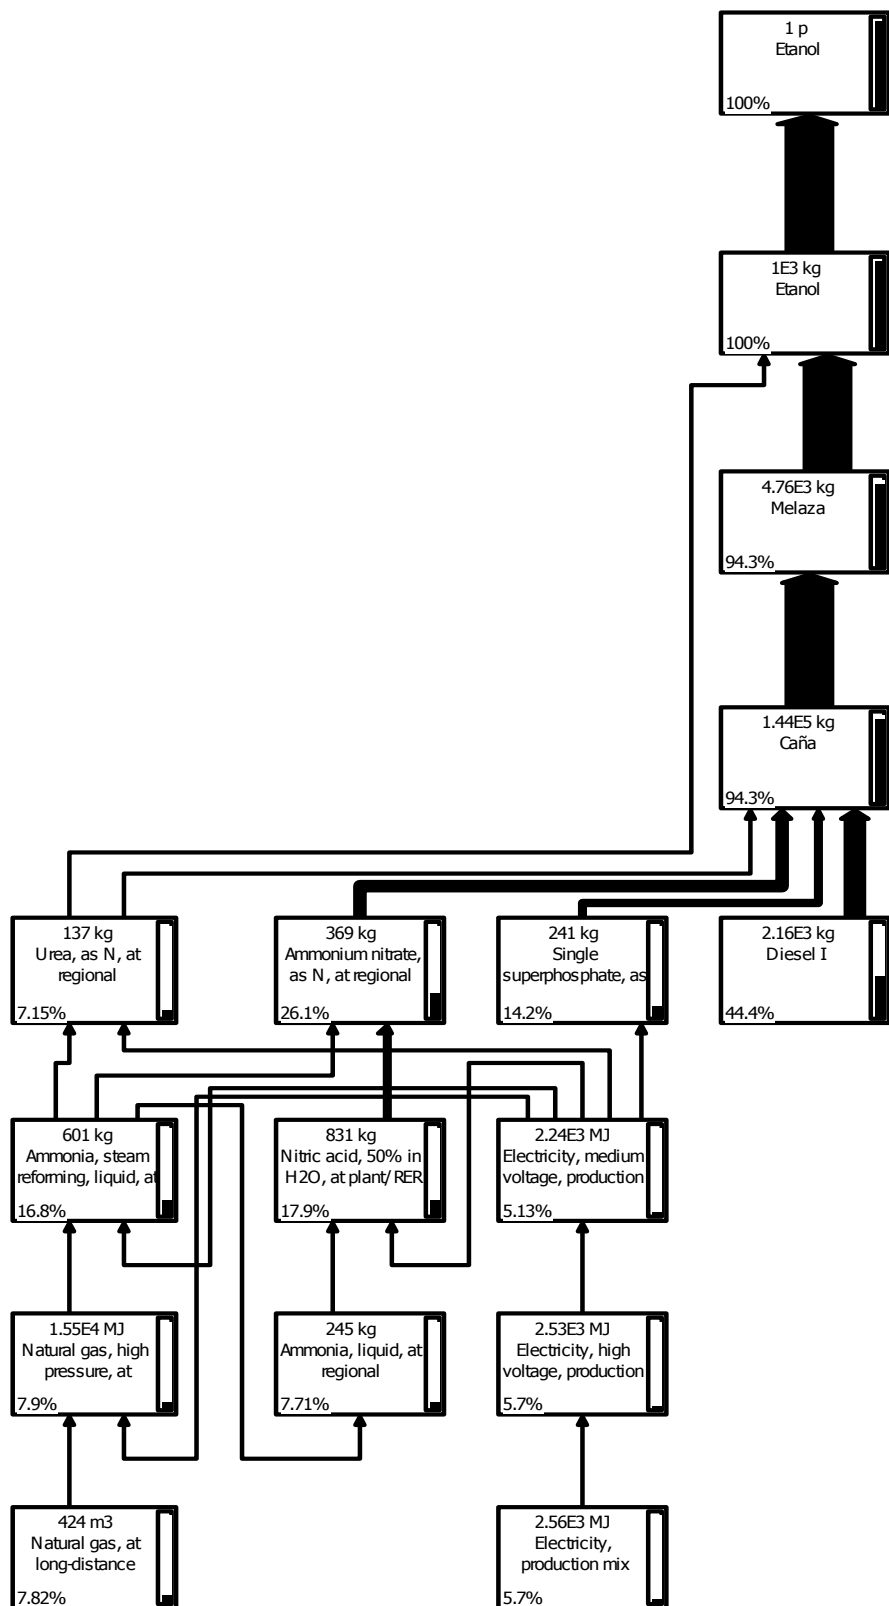 1 p
Etanol
100%
1E3 kg
Etanol
100%
4.76E3 kg
Melaza
94.3%
1.44E5 kg
Caña
94.3%
137 kg
Urea, as N, at
regional
7.15%
369 kg
Ammonium nitrate,
as N, at regional
26.1%
241 kg
Single
superphosphate, as
14.2%
2.16E3 kg
Diesel I
44.4%
601 kg
Ammonia, steam
reforming, liquid, at
16.8%
831 kg
Nitric acid, 50% in
H2O, at plant/RER
17.9%
2.24E3 MJ
Electricity, medium
voltage, production
5.13%
1.55E4 MJ
Natural gas, high
pressure, at
7.9%
245 kg
Ammonia, liquid, at
regional
7.71%
2.53E3 MJ
Electricity, high
voltage, production
5.7%
424 m3
Natural gas, at
long-distance
7.82%
2.56E3 MJ
Electricity,
production mix
5.7%